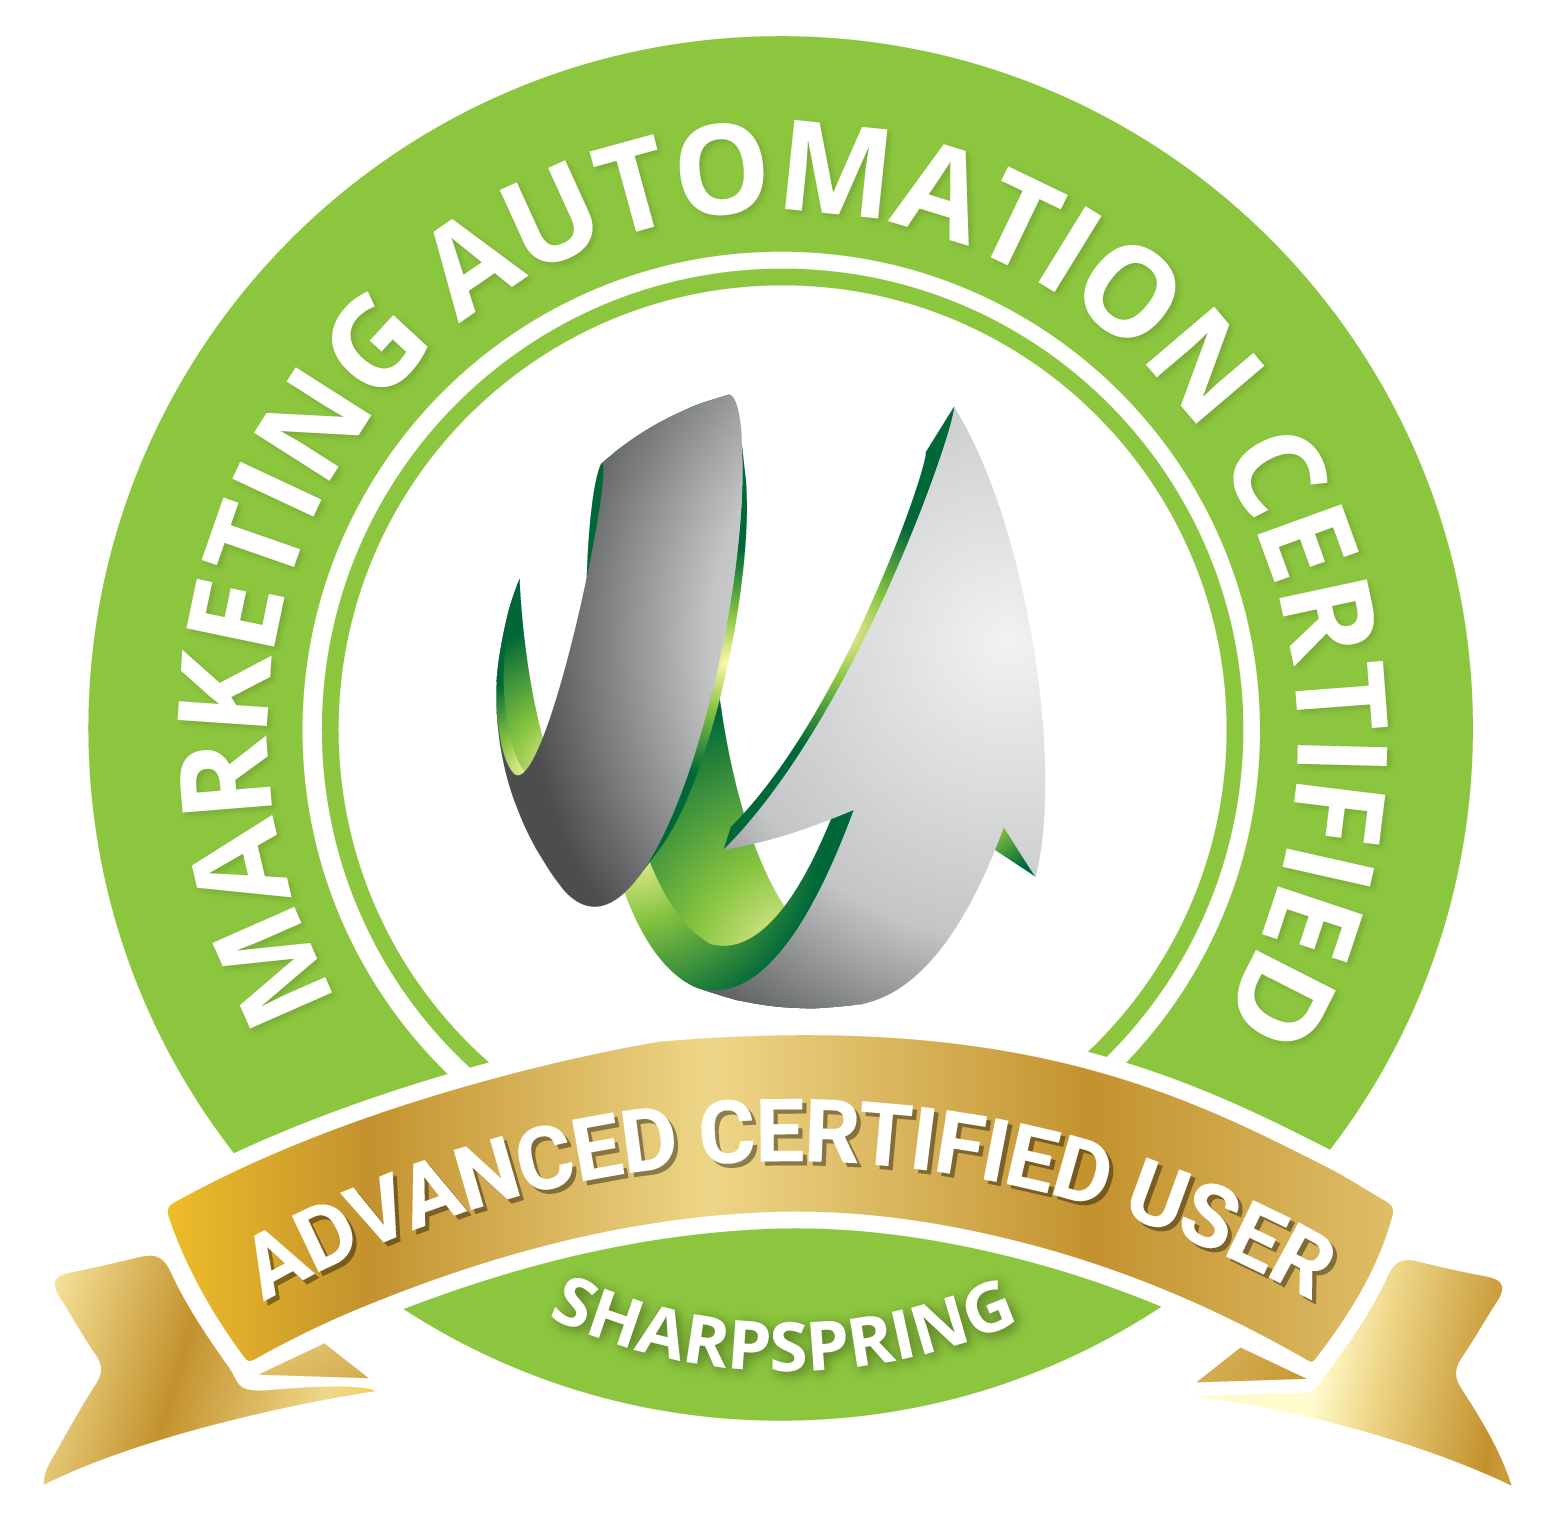 MARKETING AUTOMATION CERTIFIED
ADVANCED CERTIFIED USER
SHARPSPRING